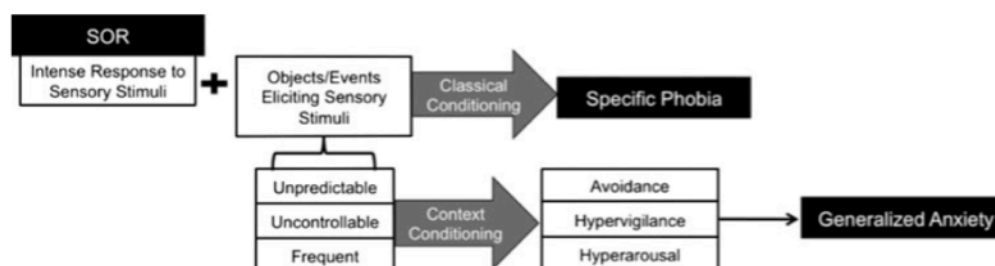 SOR
Intense Response to
Sensory Stimuli
Objects/Events
Eliciting Sensory
Stimuli
Classical
Conditioning
Specific Phobia
Unpredictable
Uncontrollable
Frequent
Context
Conditioning
Avoidance
Hypervigilance
Hyperarousal
Generalized Anxiety